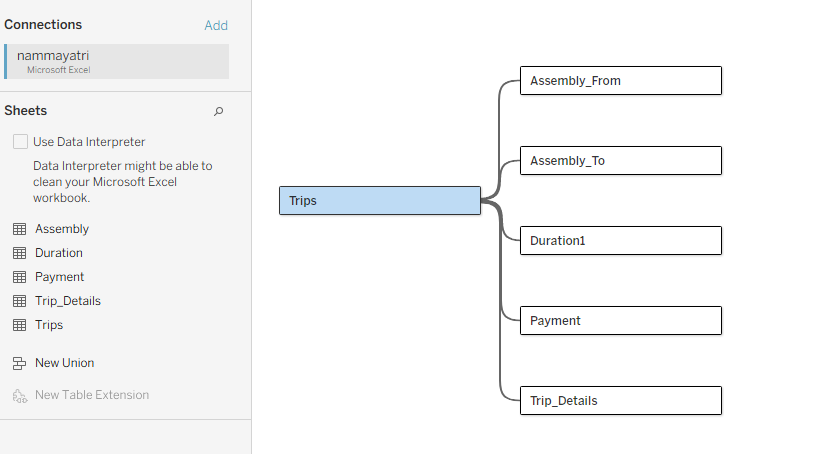 Connections
Add
nammayatri
Microsoft Excel
Sheets
Use Data Interpreter
Data Interpreter might be able to
clean your Microsoft Excel
workbook.
Assembly
Duration
Payment
Trip_Details
Trips
New Union
New Table Extension
Trips
Assembly_From
Assembly_To
Duration1
Payment
Trip_Details